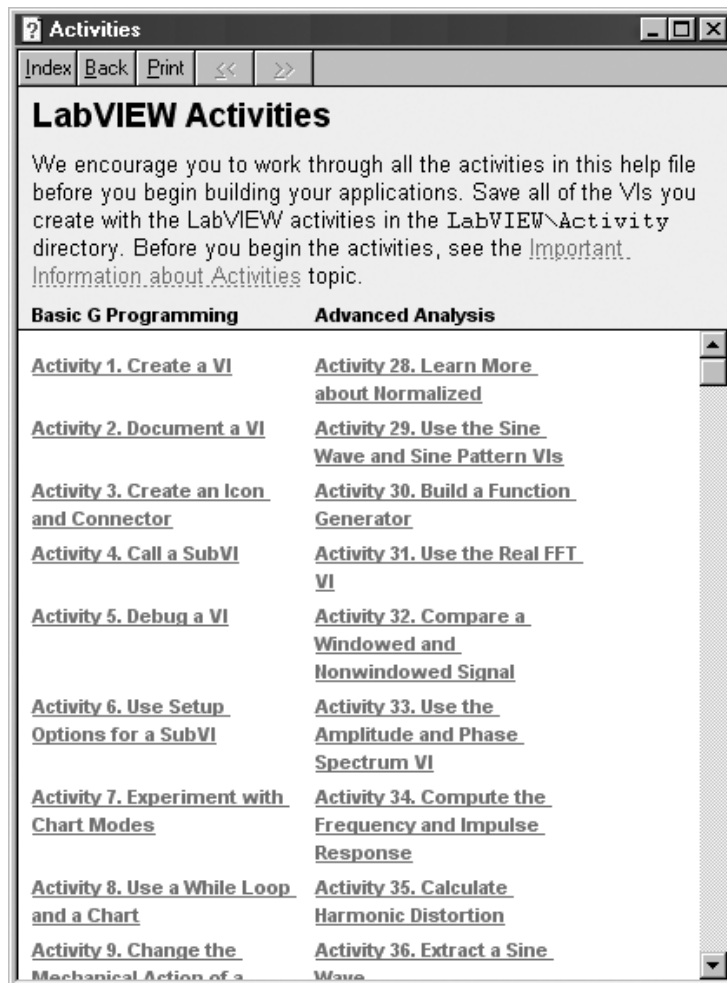 Activities
Index Back Print << >>
LabVIEW Activities
We encourage you to work through all the activities in this help file
before you begin building your applications. Save all of the VIs you
create with the LabVIEW activities in the LabVIEW\Activity
directory. Before you begin the activities, see the Important
Information about Activities topic.
Basic G Programming
Activity 1. Create a VI
Activity 2. Document a VI
Activity 3. Create an Icon
and Connector
Activity 4. Call a SubVI
Activity 5. Debug a VI
Activity 6. Use Setup
Options for a SubVI
Activity 7. Experiment with
Chart Modes
Activity 8. Use a While Loop
and a Chart
Activity 9. Change the
Mechanical Action of a
Advanced Analysis
Activity 28. Learn More
about Normalized
Activity 29. Use the Sine
Wave and Sine Pattern VIs
Activity 30. Build a Function
Generator
Activity 31. Use the Real FFT
VI
Activity 32. Compare a
Windowed and
Nonwindowed Signal
Activity 33. Use the
Amplitude and Phase
Spectrum VI
Activity 34. Compute the
Frequency and Impulse
Response
Activity 35. Calculate
Harmonic Distortion
Activity 36. Extract a Sine
Wave